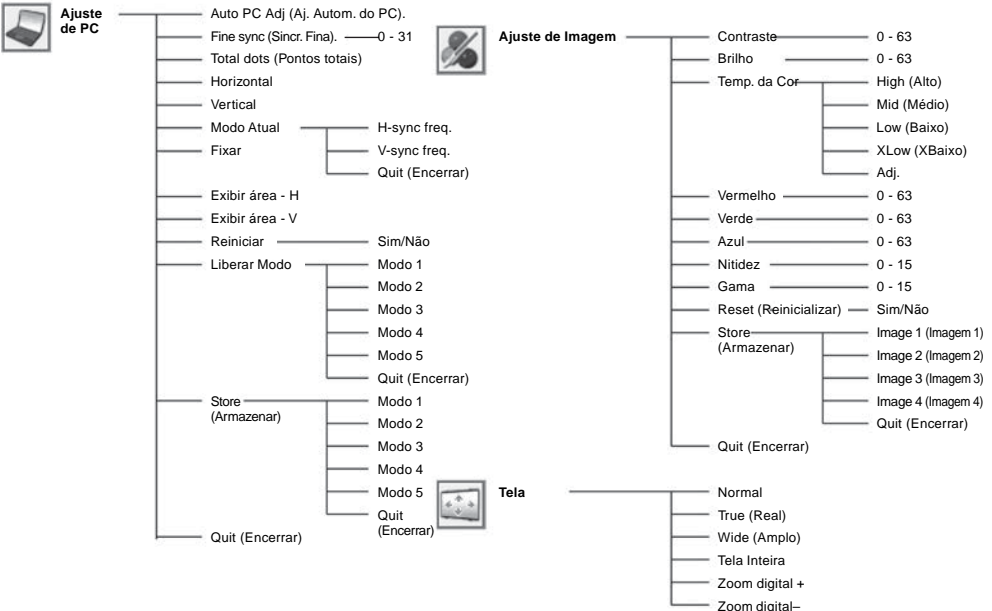 Ajuste
de PC
Auto PC Adj (Aj. Autom. do PC).
Fine sync (Sincr. Fina). 0 - 31
Total dots (Pontos totais)
Horizontal
Vertical
Modo Atual
H-sync freq.
V-sync freq.
Quit (Encerrar)
Fixar
Exibir área - H
Exibir área - V
Reiniciar Sim/Não
Liberar Modo
Modo 1
Modo 2
Modo 3
Modo 4
Modo 5
Quit (Encerrar)
Store
(Armazenar)
Modo 1
Modo 2
Modo 3
Modo 4
Modo 5
Quit
(Encerrar)
Quit (Encerrar)
Ajuste de Imagem
Contraste 0 - 63
Brilho 0 - 63
Temp. da Cor
High (Alto)
Mid (Médio)
Low (Baixo)
XLow (XBaixo)
Adj.
Vermelho 0 - 63
Verde 0 - 63
Azul 0 - 63
Nitidez 0 - 15
Gama 0 - 15
Reset (Reinicializar) Sim/Não
Store
(Armazenar)
Image 1 (Imagem 1)
Image 2 (Imagem 2)
Image 3 (Imagem 3)
Image 4 (Imagem 4)
Quit (Encerrar)
Quit (Encerrar)
Tela
Normal
True (Real)
Wide (Amplo)
Tela Inteira
Zoom digital +
Zoom digital–